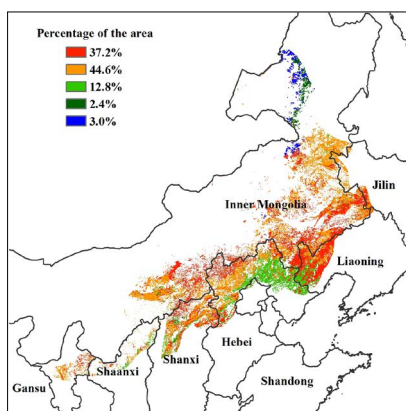 Percentage of the area
37.2%
44.6%
12.8%
2.4%
3.0%
Jilin
Inner Mongolia
Liaoning
Hebei
Shaanxi
Shanxi
Gansu
Shandong